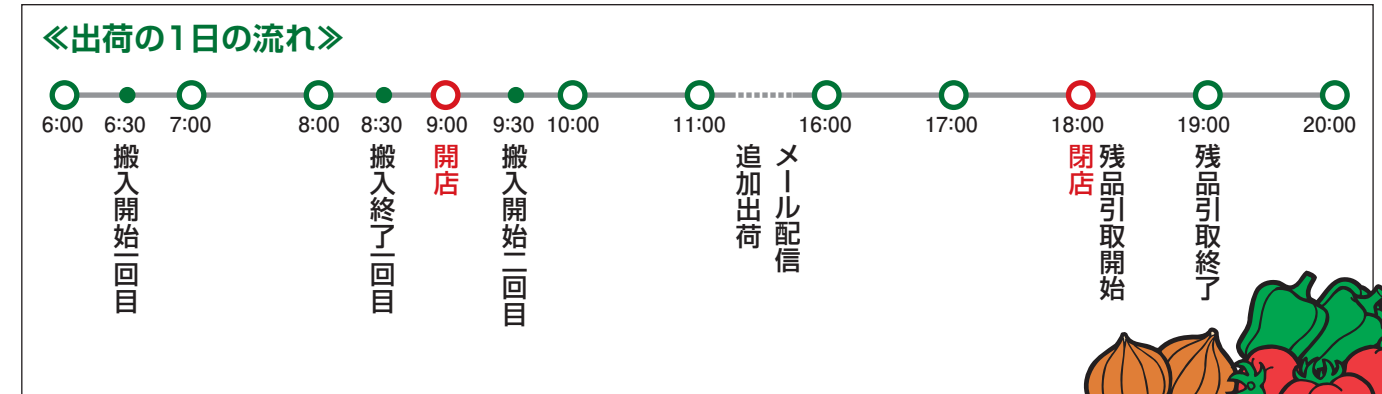 ≪出荷の1日の流れ≫
6:00 6:30 7:00 8:00 8:30 9:00 9:30 10:00 11:00 16:00 17:00 18:00 19:00 20:00
搬入開始一回目
搬入終了一回目
開店
搬入開始二回目
追加出荷
メール配信
閉店
残品引取開始
残品引取終了